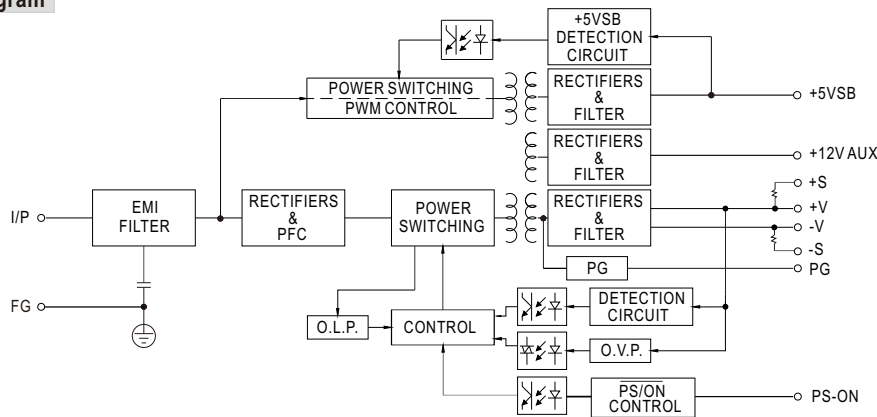 gram
+5VSB
DETECTION
CIRCUIT
POWER SWITCHING
PWM CONTROL
RECTIFIERS
&
FILTER
+5VSB
RECTIFIERS
&
FILTER
+12V AUX
I/P
EMI
FILTER
RECTIFIERS
&
PFC
POWER
SWITCHING
RECTIFIERS
&
FILTER
+S
+V
-V
-S
PG
PG
FG
O.L.P.
CONTROL
DETECTION
CIRCUIT
O.V.P.
PS/ON
CONTROL
PS-ON